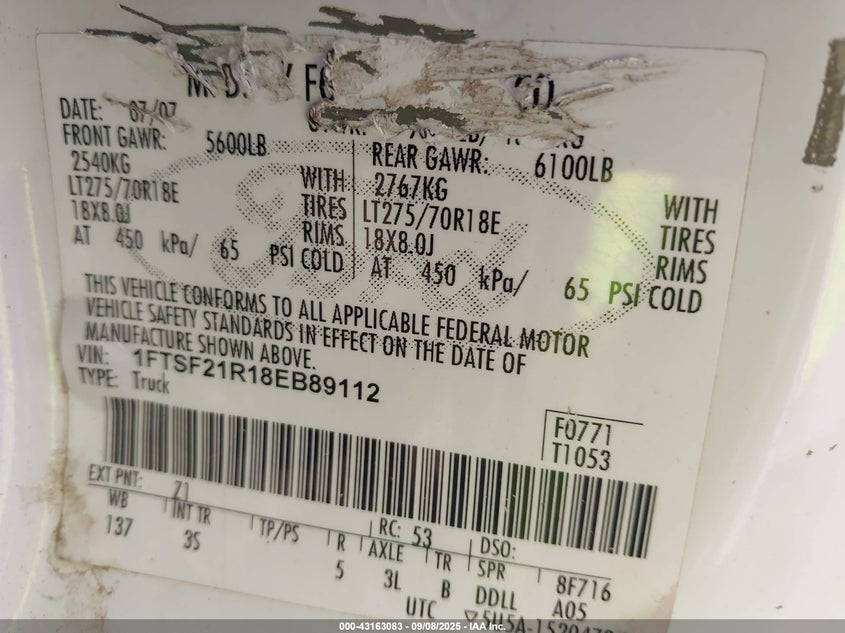 DATE: 07/07
FRONT GAWR: 5600LB
2540KG WITH
LT275/70R18E TIRES
18X8.0J RIMS
AT 450 kPa/ 65 PSI COLD
REAR GAWR: 6100LB
2767KG WITH
LT275/70R18E TIRES
18X8.0J RIMS
AT 450 kPa/ 65 PSI COLD
THIS VEHICLE CONFORMS TO ALL APPLICABLE FEDERAL MOTOR
VEHICLE SAFETY STANDARDS IN EFFECT ON THE DATE OF
MANUFACTURE SHOWN ABOVE.
VIN: 1FTSF21R18EB89112
TYPE: Truck
F0771
T1053
EXT PNT: Z1 RC: 53 DSO:
WB INT TR TP/PS R AXLE TR SPR 8F716
137 3S 5 3L B DDLL A05
UTC
000-43163083 - 09/08/2025 - IAA Inc.